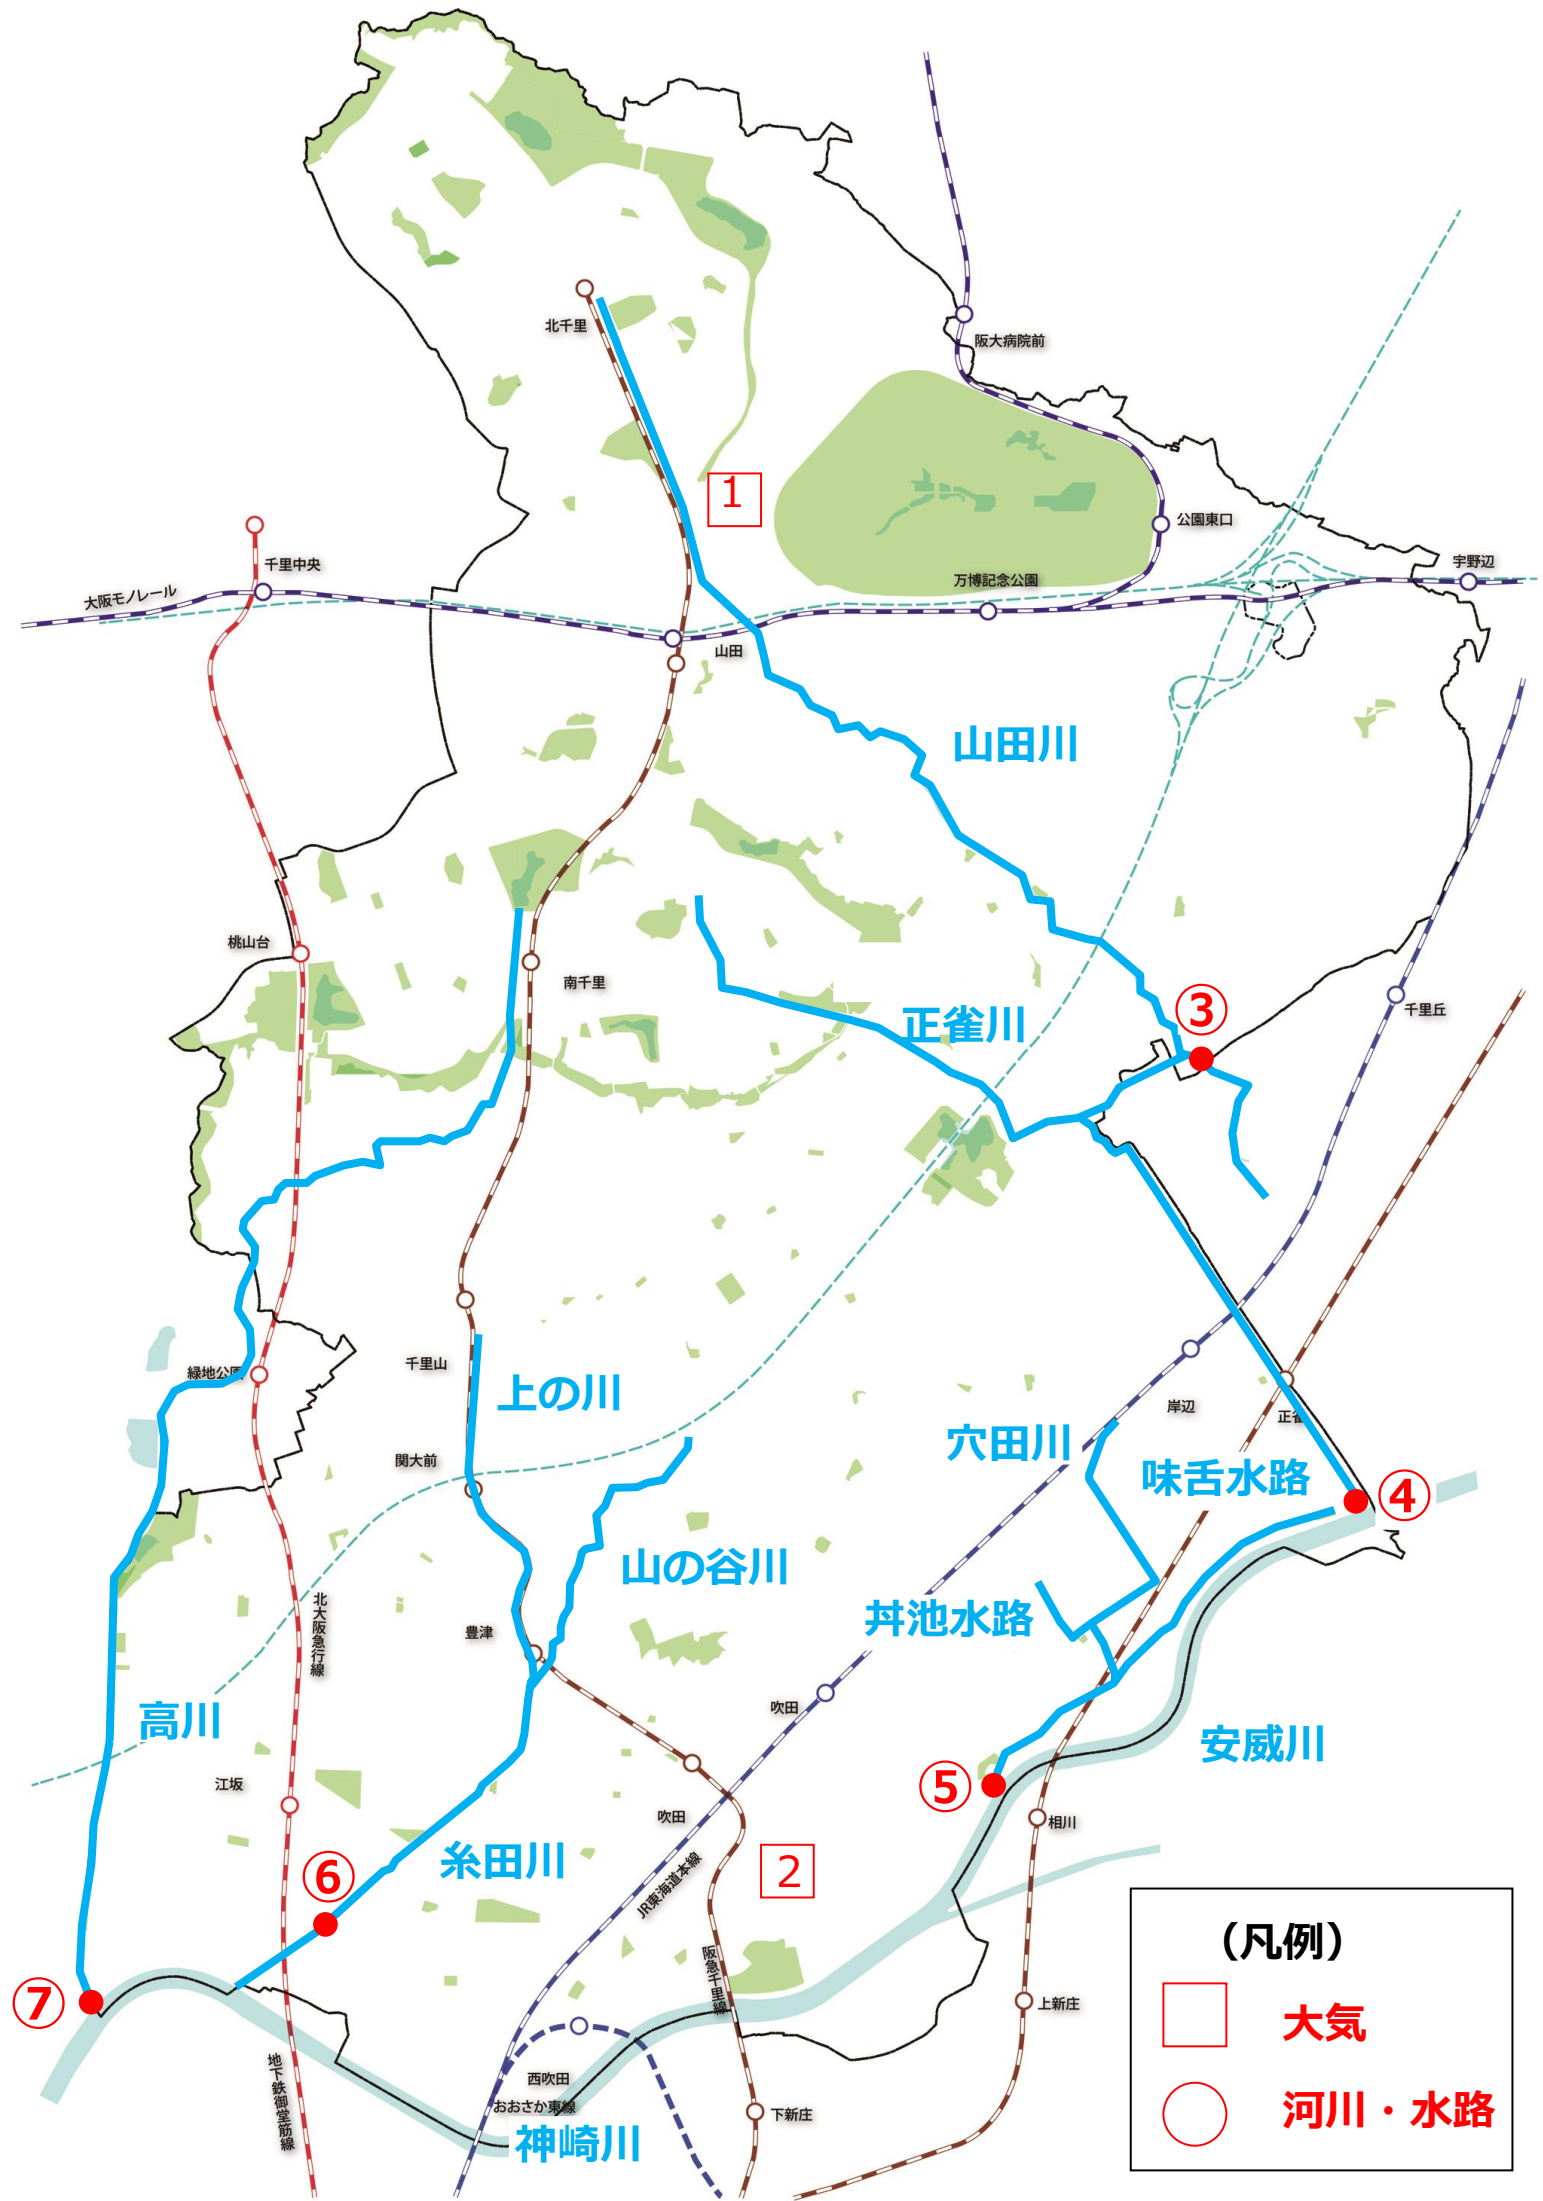 北千里
阪大病院前
1
公園東口
千里中央
宇野辺
万博記念公園
大阪モノレール
山田
山田川
桃山台
南千里
③
千里丘
正雀川
千里山
緑地公園
上の川
岸辺
正雀
穴田川
関大前
味舌水路
④
山の谷川
丼池水路
豊津
北大阪急行線
吹田
高川
安威川
江坂
⑤
吹田
相川
糸田川
⑥
2
JR東海道本線
(凡例)
阪急千里線
⑦
上新庄
大気
地下鉄御堂筋線
西吹田
おおさか東線
下新庄
河川・水路
神崎川